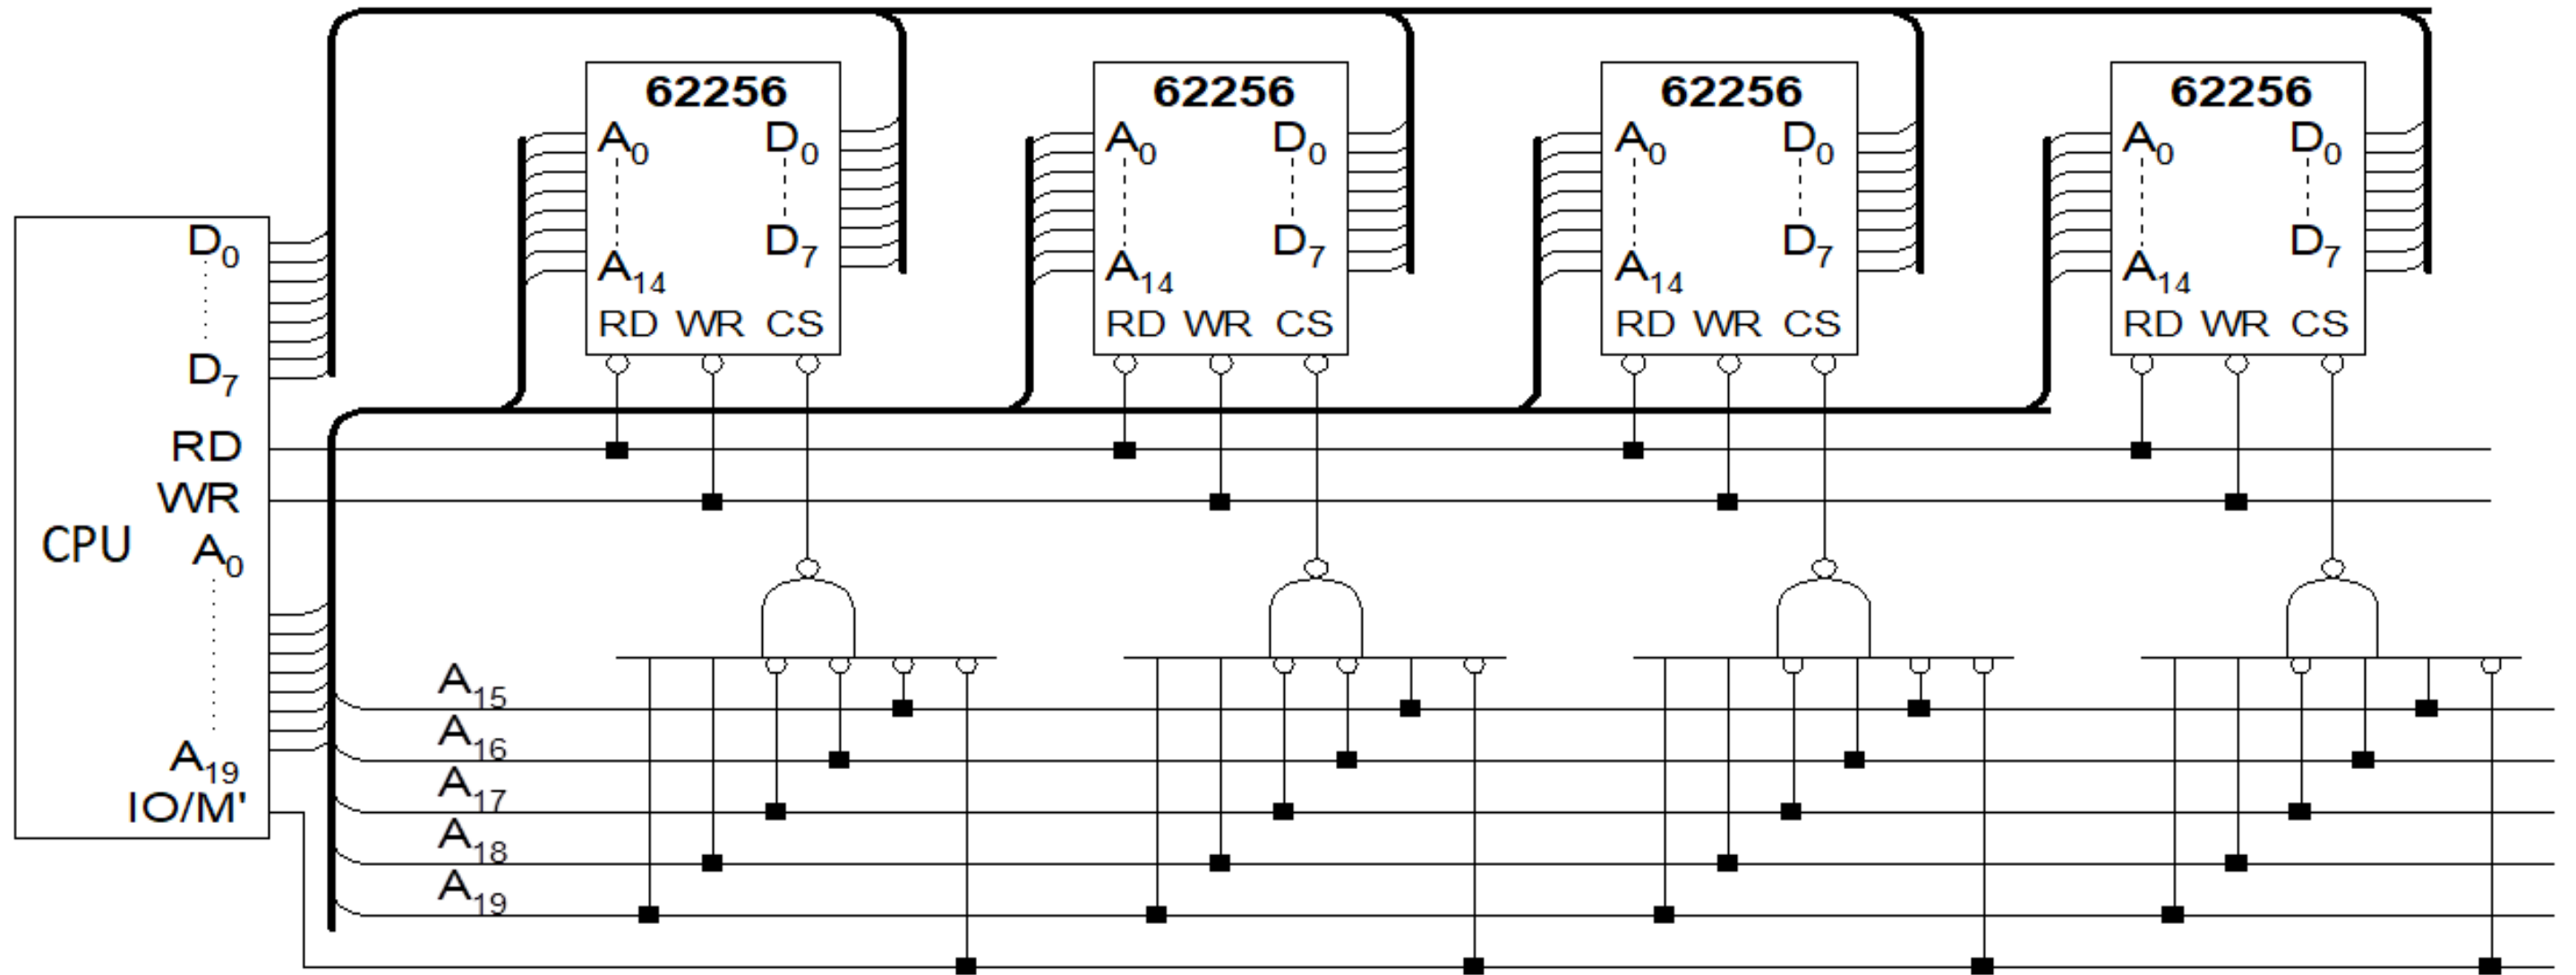 62256 62256 62256 62256
A0 D0 A0 D0 A0 D0 A0 D0
D7 D7 D7 D7
A14 A14 A14 A14
RD WR CS RD WR CS RD WR CS RD WR CS
D0
D7
RD
WR
CPU
A0
A19
IO/M'
A15
A16
A17
A18
A19